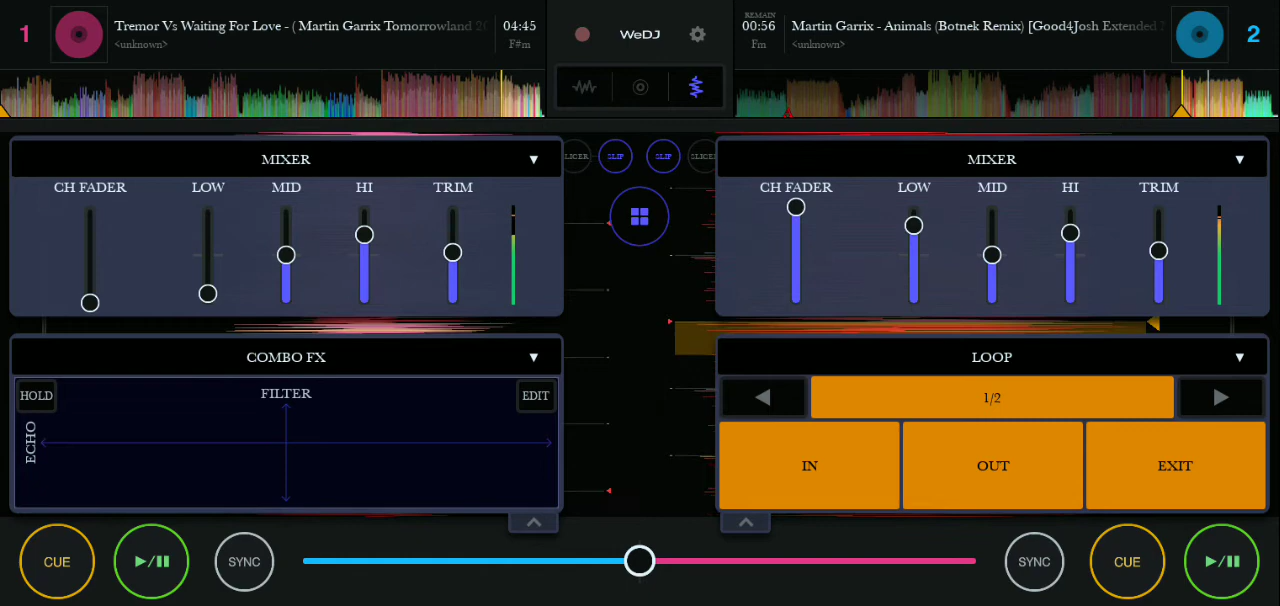 1
Tremor Vs Waiting For Love - ( Martin Garrix Tomorrowland
<unknown>
04:45
F#m
WeDJ
REMAIN
00:56
Fm
Martin Garrix - Animals (Botnek Remix) [Good4Josh Extended
<unknown>
2
MIXER ▼
CH FADER LOW MID HI TRIM
SLIP
SLIP
MIXER ▼
CH FADER LOW MID HI TRIM
COMBO FX ▼
HOLD
FILTER
EDIT
ECHO
LOOP ▼
◀ 1/2 ▶
IN OUT EXIT
CUE ▶/II SYNC
SYNC CUE ▶/II